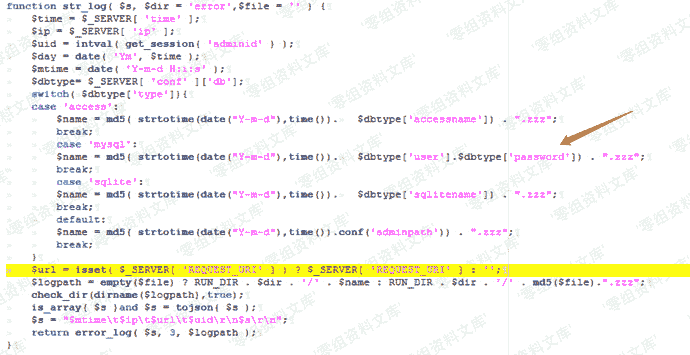 function str_log( $s, $dir = 'error',$file = '' ) {
$time = $_SERVER[ 'time' ];
$ip = $_SERVER[ 'ip' ];
$uid = intval( get_session( 'adminid' ) );
$day = date( 'Ym', $time );
$mtime = date( 'Y-m-d H:i:s' );
$dbtype= $_SERVER[ 'conf' ]['db'];
switch( $dbtype['type']){
case 'access':
$name = md5( strtotime(date("Y-m-d"),time()). $dbtype['accessname']) . ".zzz";
break;
case 'mysql':
$name = md5( strtotime(date("Y-m-d"),time()). $dbtype['user'].$dbtype['password']) . ".zzz";
break;
case 'sqlite':
$name = md5( strtotime(date("Y-m-d"),time()). $dbtype['sqlitename']) . ".zzz";
break;
default:
$name = md5( strtotime(date("Y-m-d"),time()).conf('adminpath')) . ".zzz";
break;
}
$url = isset( $_SERVER[ 'REQUEST_URI' ] ) ? $_SERVER[ 'REQUEST_URI' ] : '';
$logpath = empty($file) ? RUN_DIR . $dir . '/' . $name : RUN_DIR . $dir . '/' . md5($file).".zzz";
check_dir(dirname($logpath),true);
is_array( $s )and $s = tojson( $s );
$s = "$mtime\t$ip\t$url\t$uid\r\n$s\r\n";
return error_log( $s, 3, $logpath );
}
'零组资料文库'